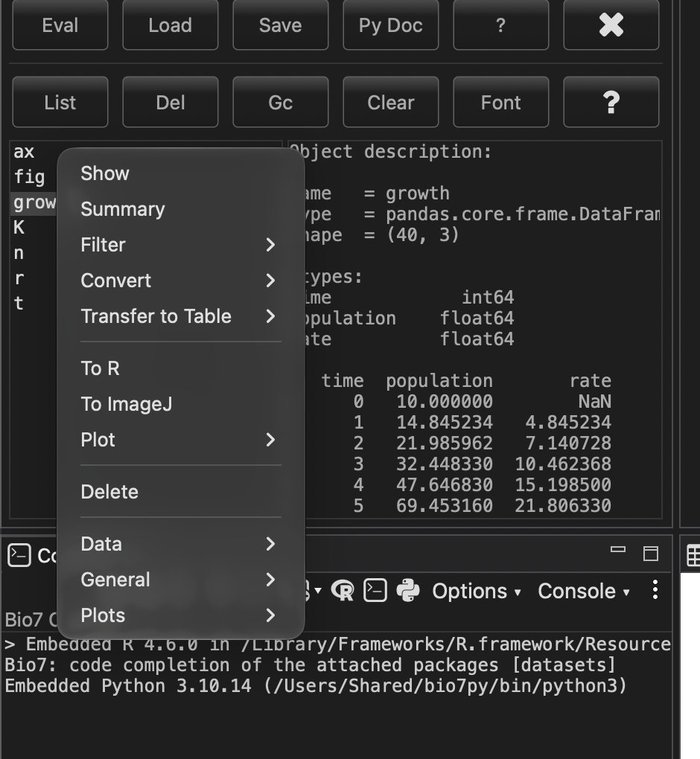 Eval Load Save Py Doc ?
List Del Gc Clear Font ?
ax
fig
grow
K
n
r
t
Show
Summary
Filter
Convert
Transfer to Table
To R
To ImageJ
Plot
Delete
Data
General
Plots
Object description:
ame = growth
ype = pandas.core.frame.DataFram
hape = (40, 3)
types:
ime int64
opulation float64
ate float64
time population rate
0 10.000000 NaN
1 14.845234 4.845234
2 21.985962 7.140728
3 32.448330 10.462368
4 47.646830 15.198500
5 69.453160 21.806330
Co
R Options Console
Bio7 C
> Embedded R 4.6.0 in /Library/Frameworks/R.framework/Resource
Bio7: code completion of the attached packages [datasets]
Embedded Python 3.10.14 (/Users/Shared/bio7py/bin/python3)